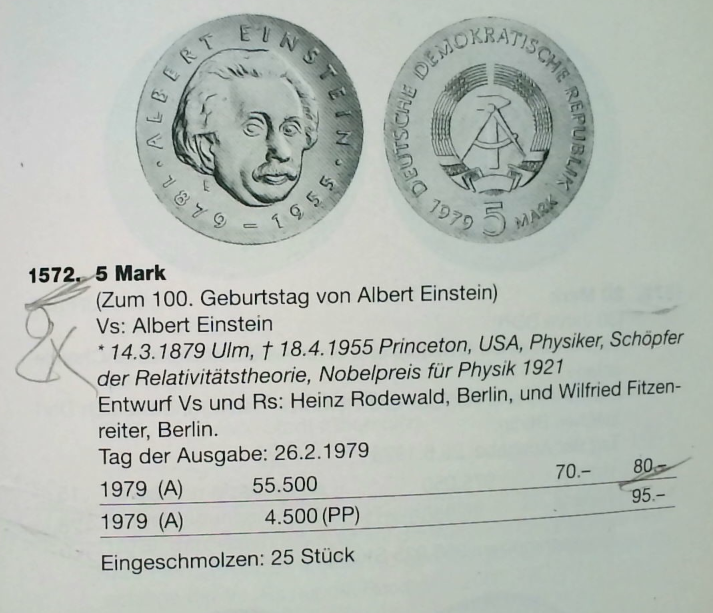 ALBERT EINSTEIN
1879 – 1955
DEUTSCHE DEMOKRATISCHE REPUBLIK
1979 5 MARK
1572. 5 Mark
(Zum 100. Geburtstag von Albert Einstein)
8x
Vs: Albert Einstein
* 14.3.1879 Ulm, † 18.4.1955 Princeton, USA, Physiker, Schöpfer
der Relativitätstheorie, Nobelpreis für Physik 1921
Entwurf Vs und Rs: Heinz Rodewald, Berlin, und Wilfried Fitzen-
reiter, Berlin.
Tag der Ausgabe: 26.2.1979
1979 (A) 55.500 70.– 80.–
1979 (A) 4.500 (PP) 95.–
Eingeschmolzen: 25 Stück